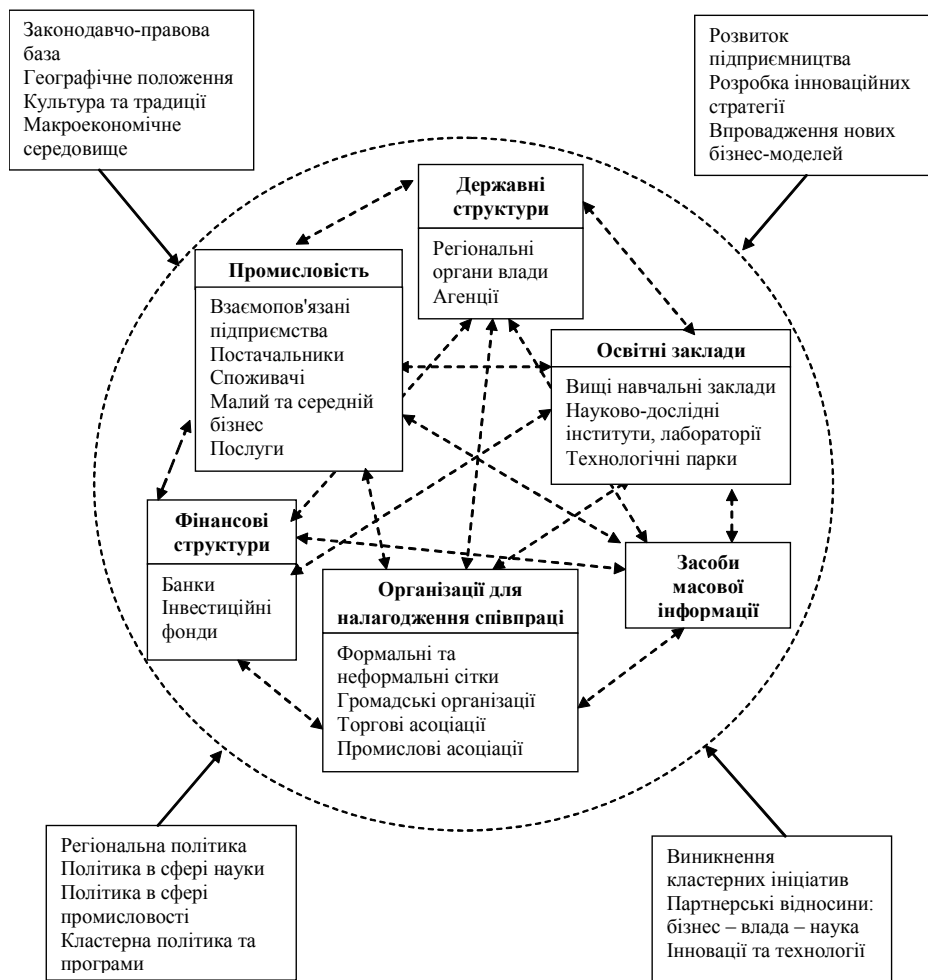 Законодавчо-правова
база
Географічне положення
Культура та традиції
Макроекономічне
середовище
Розвиток
підприємництва
Розробка інноваційних
стратегії
Впровадження нових
бізнес-моделей
Державні
структури
Регіональні
органи влади
Агенції
Промисловість
Взаємопов'язані
підприємства
Постачальники
Споживачі
Малий та середній
бізнес
Послуги
Освітні заклади
Вищі навчальні заклади
Науково-дослідні
інститути, лабораторії
Технологічні парки
Фінансові
структури
Банки
Інвестиційні
фонди
Організації для
налагодження співпраці
Формальні та
неформальні сітки
Громадські організації
Торгові асоціації
Промислові асоціації
Засоби
масової
інформації
Регіональна політика
Політика в сфері науки
Політика в сфері
промисловості
Кластерна політика та
програми
Виникнення
кластерних ініціатив
Партнерські відносини:
бізнес – влада – наука
Інновації та технології